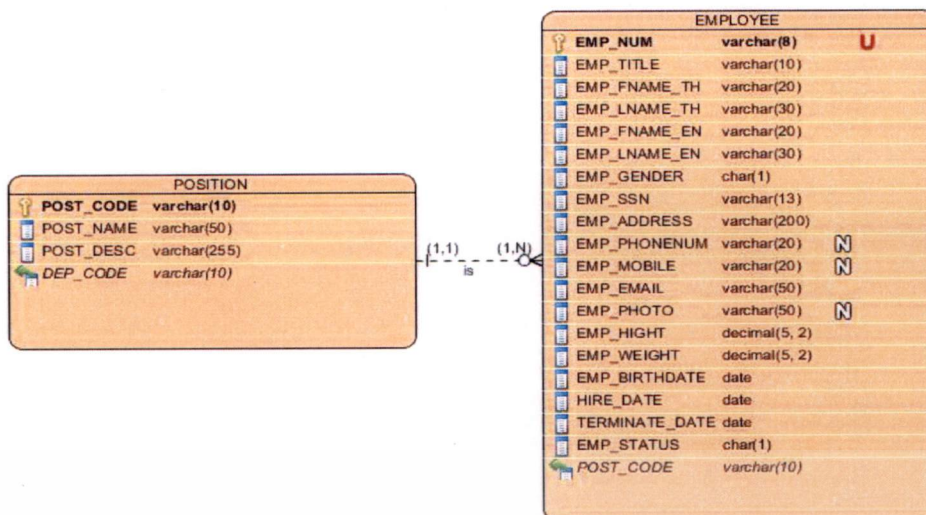 EMPLOYEE
EMP_NUM varchar(8) U
EMP_TITLE varchar(10)
EMP_FNAME_TH varchar(20)
EMP_LNAME_TH varchar(30)
EMP_FNAME_EN varchar(20)
EMP_LNAME_EN varchar(30)
EMP_GENDER char(1)
EMP_SSN varchar(13)
EMP_ADDRESS varchar(200)
EMP_PHONENUM varchar(20) N
EMP_MOBILE varchar(20) N
EMP_EMAIL varchar(50)
EMP_PHOTO varchar(50) N
EMP_HIGHT decimal(5, 2)
EMP_WEIGHT decimal(5, 2)
EMP_BIRTHDATE date
HIRE_DATE date
TERMINATE_DATE date
EMP_STATUS char(1)
POST_CODE varchar(10)
POSITION
POST_CODE varchar(10)
POST_NAME varchar(50)
POST_DESC varchar(255)
DEP_CODE varchar(10)
(1,1) (1,N)
is